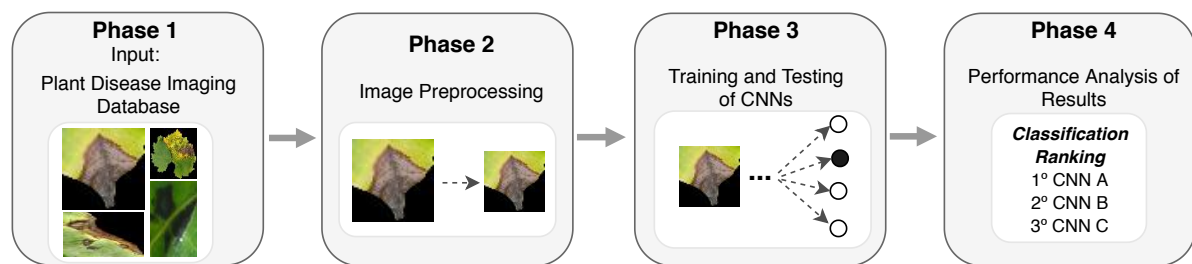 Phase 1
Input:
Plant Disease Imaging
Database
Phase 2
Image Preprocessing
Phase 3
Training and Testing
of CNNs
...
Phase 4
Performance Analysis of
Results
Classification
Ranking
1º CNN A
2º CNN B
3º CNN C